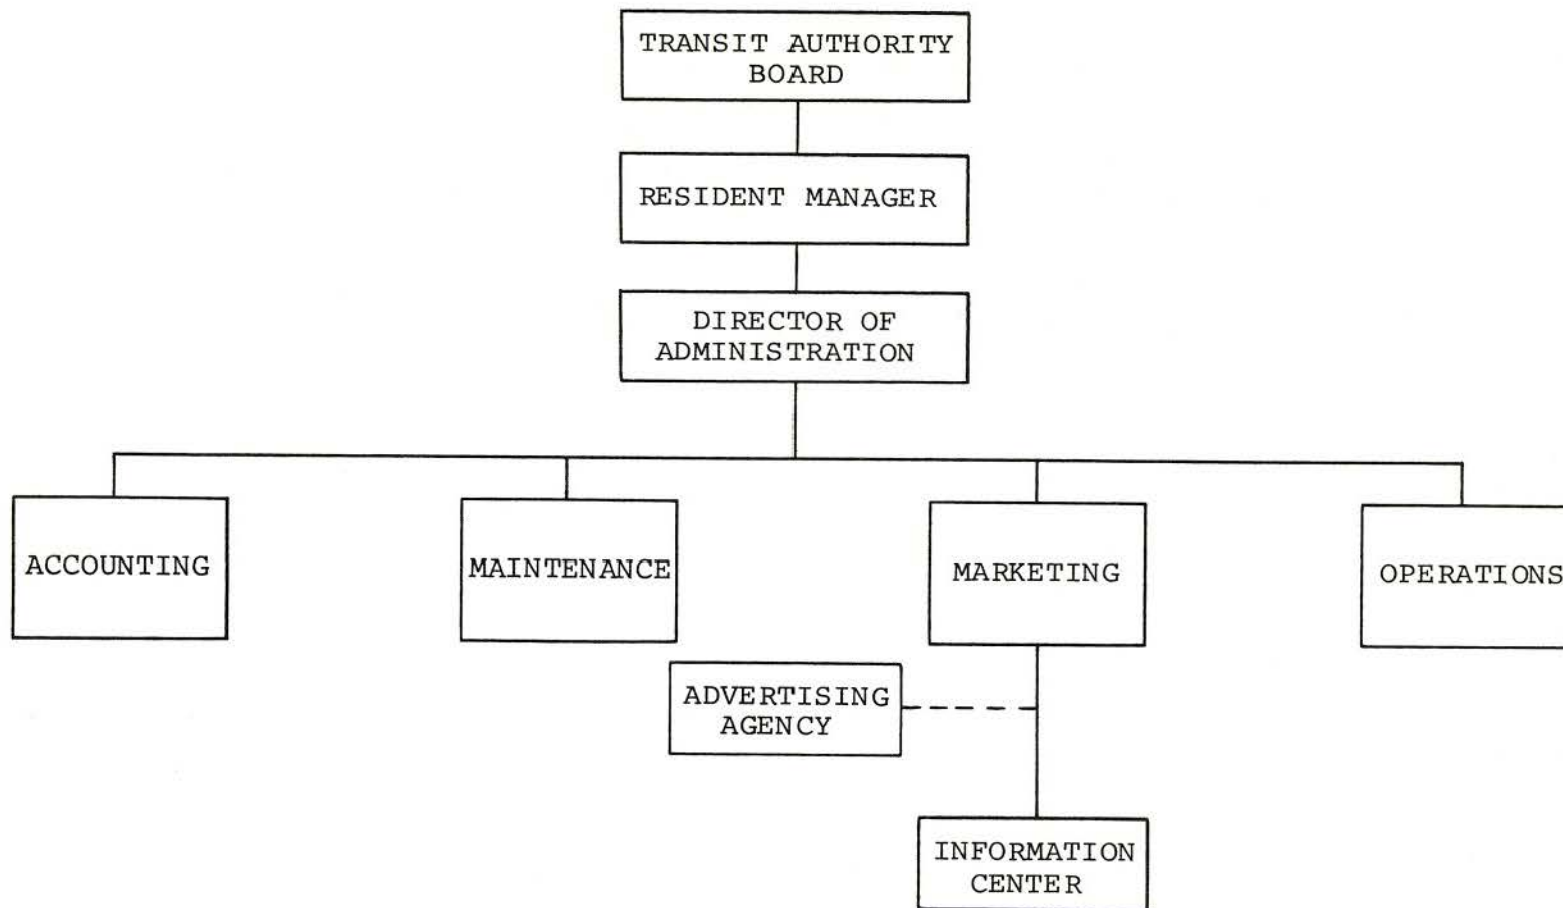 TRANSIT AUTHORITY
BOARD
RESIDENT MANAGER
DIRECTOR OF
ADMINISTRATION
ACCOUNTING
MAINTENANCE
MARKETING
OPERATIONS
ADVERTISING
AGENCY
INFORMATION
CENTER